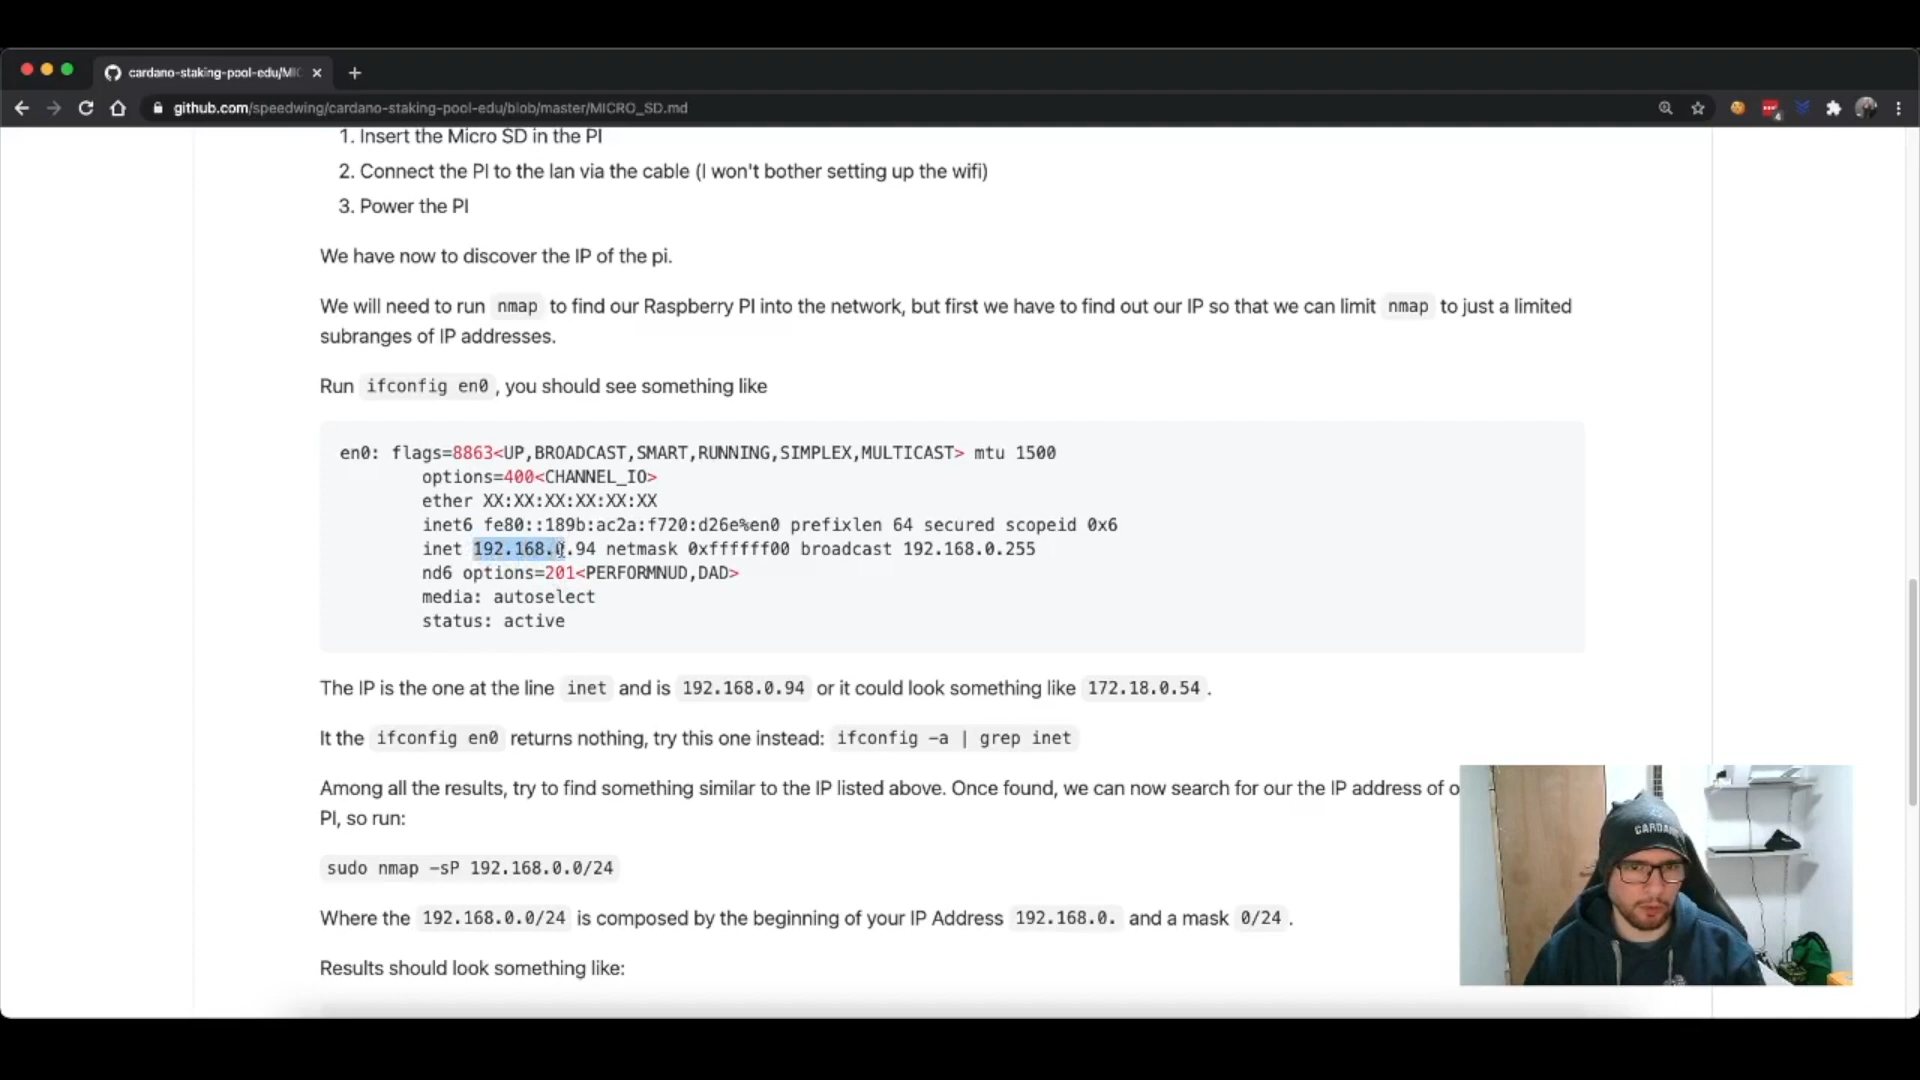 cardano-staking-pool-edu/MIC
github.com/speedwing/cardano-staking-pool-edu/blob/master/MICRO_SD.md
4
1. Insert the Micro SD in the PI
2. Connect the PI to the lan via the cable (I won't bother setting up the wifi)
3. Power the PI
We have now to discover the IP of the pi.
We will need to run nmap to find our Raspberry PI into the network, but first we have to find out our IP so that we can limit nmap to just a limited
subranges of IP addresses.
Run ifconfig en0 , you should see something like
en0: flags=8863<UP,BROADCAST,SMART,RUNNING,SIMPLEX,MULTICAST> mtu 1500
options=400<CHANNEL_IO>
ether XX:XX:XX:XX:XX:XX
inet6 fe80::189b:ac2a:f720:d26e%en0 prefixlen 64 secured scopeid 0x6
inet 192.168.0.94 netmask 0xffffff00 broadcast 192.168.0.255
nd6 options=201<PERFORMNUD,DAD>
media: autoselect
status: active
The IP is the one at the line inet and is 192.168.0.94 or it could look something like 172.18.0.54 .
It the ifconfig en0 returns nothing, try this one instead: ifconfig -a | grep inet
Among all the results, try to find something similar to the IP listed above. Once found, we can now search for our the IP address of o
PI, so run:
sudo nmap -sP 192.168.0.0/24
Where the 192.168.0.0/24 is composed by the beginning of your IP Address 192.168.0. and a mask 0/24 .
Results should look something like: